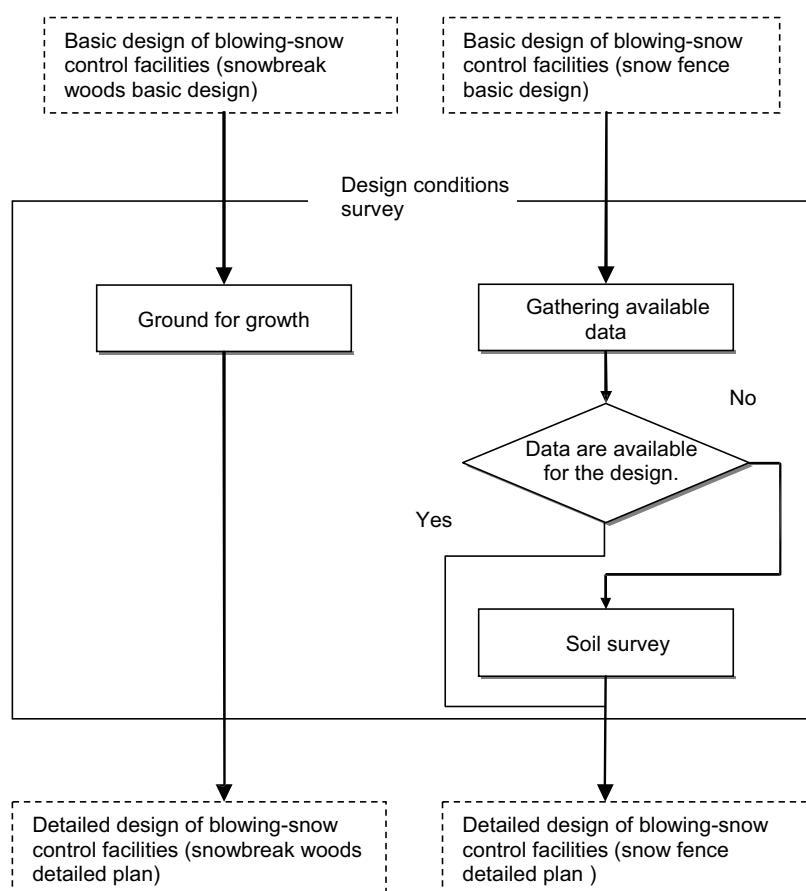 Basic design of blowing-snow
control facilities (snowbreak
woods basic design)
Basic design of blowing-snow
control facilities (snow fence
basic design)
Design conditions
survey
Ground for growth
Gathering available
data
No
Data are available
for the design.
Yes
Soil survey
Detailed design of blowing-snow
control facilities (snowbreak woods
detailed plan)
Detailed design of blowing-snow
control facilities (snow fence
detailed plan )